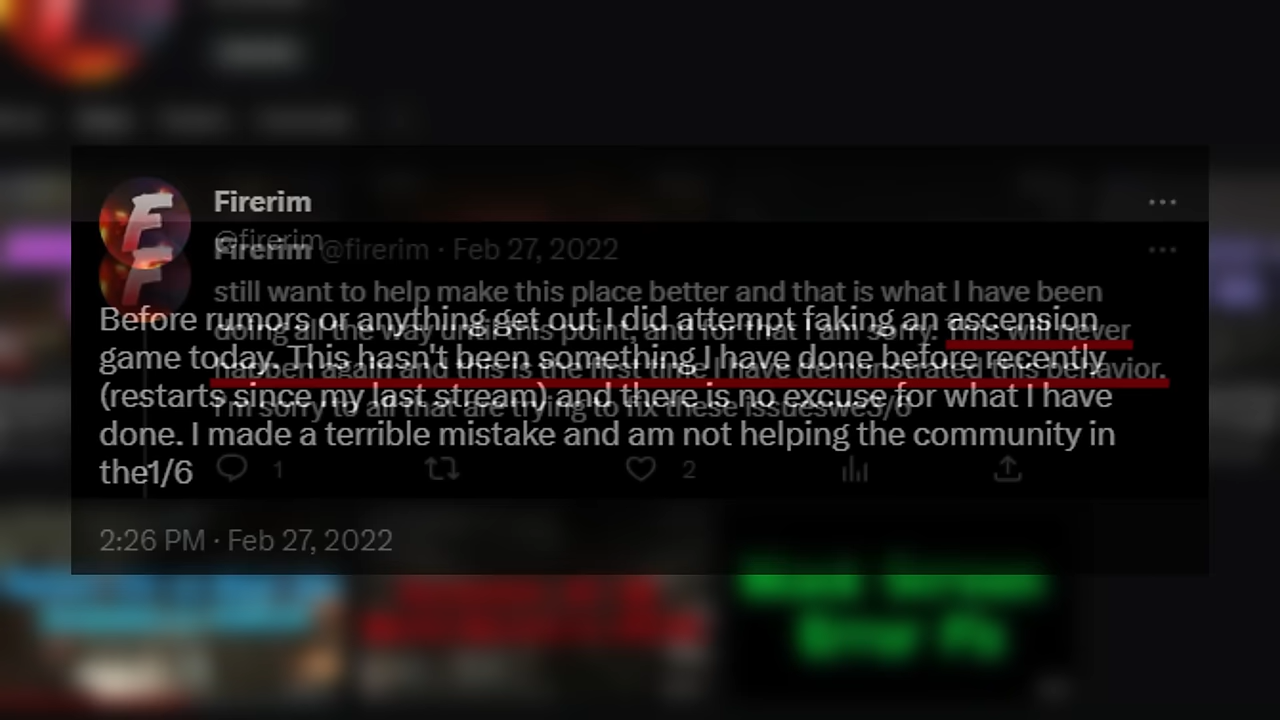 Firerim
@firerim
Before rumors or anything get out I did attempt faking an ascension
game today. This hasn't been something I have done before recently
(restarts since my last stream) and there is no excuse for what I have
done. I made a terrible mistake and am not helping the community in
the1/6
2:26 PM · Feb 27, 2022
Firerim @firerim · Feb 27, 2022
still want to help make this place better and that is what I have been
doing all the way until this point, and for that I am sorry. This will never
happen again and this is the first time I have demonstrated this behavior.
I'm sorry to all that are trying to fix these issueswe3/6
1
2